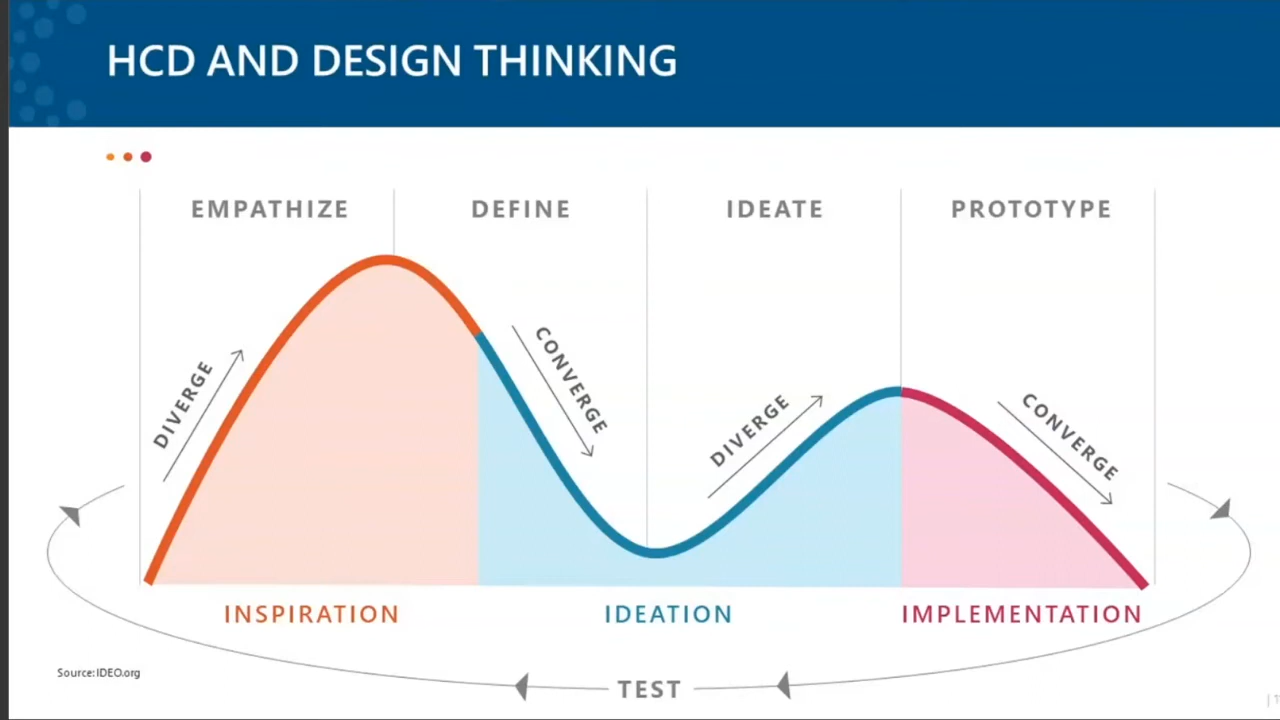 HCD AND DESIGN THINKING
EMPATHIZE
DEFINE
IDEATE
PROTOTYPE
DIVERGE
CONVERGE
DIVERGE
CONVERGE
INSPIRATION
IDEATION
IMPLEMENTATION
Source: IDEO.org
TEST